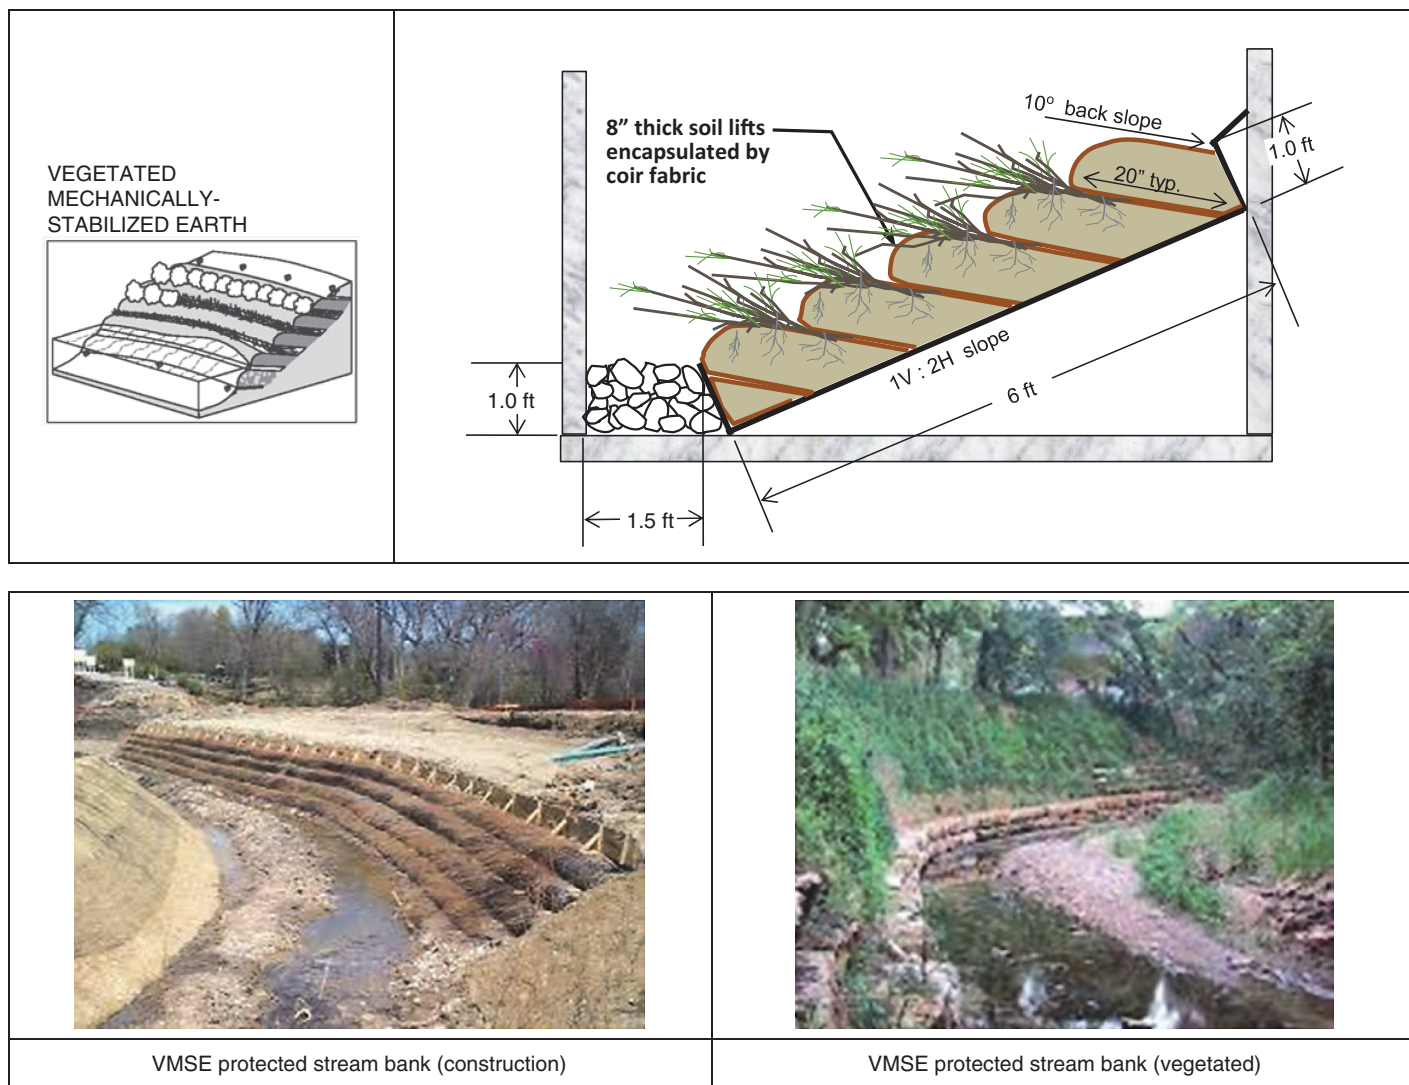 VEGETATED
MECHANICALLY-
STABILIZED EARTH
8” thick soil lifts
encapsulated by
coir fabric
10° back slope
1.0 ft
20” typ.
1V : 2H slope
6 ft
1.0 ft
1.5 ft
VMSE protected stream bank (construction)
VMSE protected stream bank (vegetated)